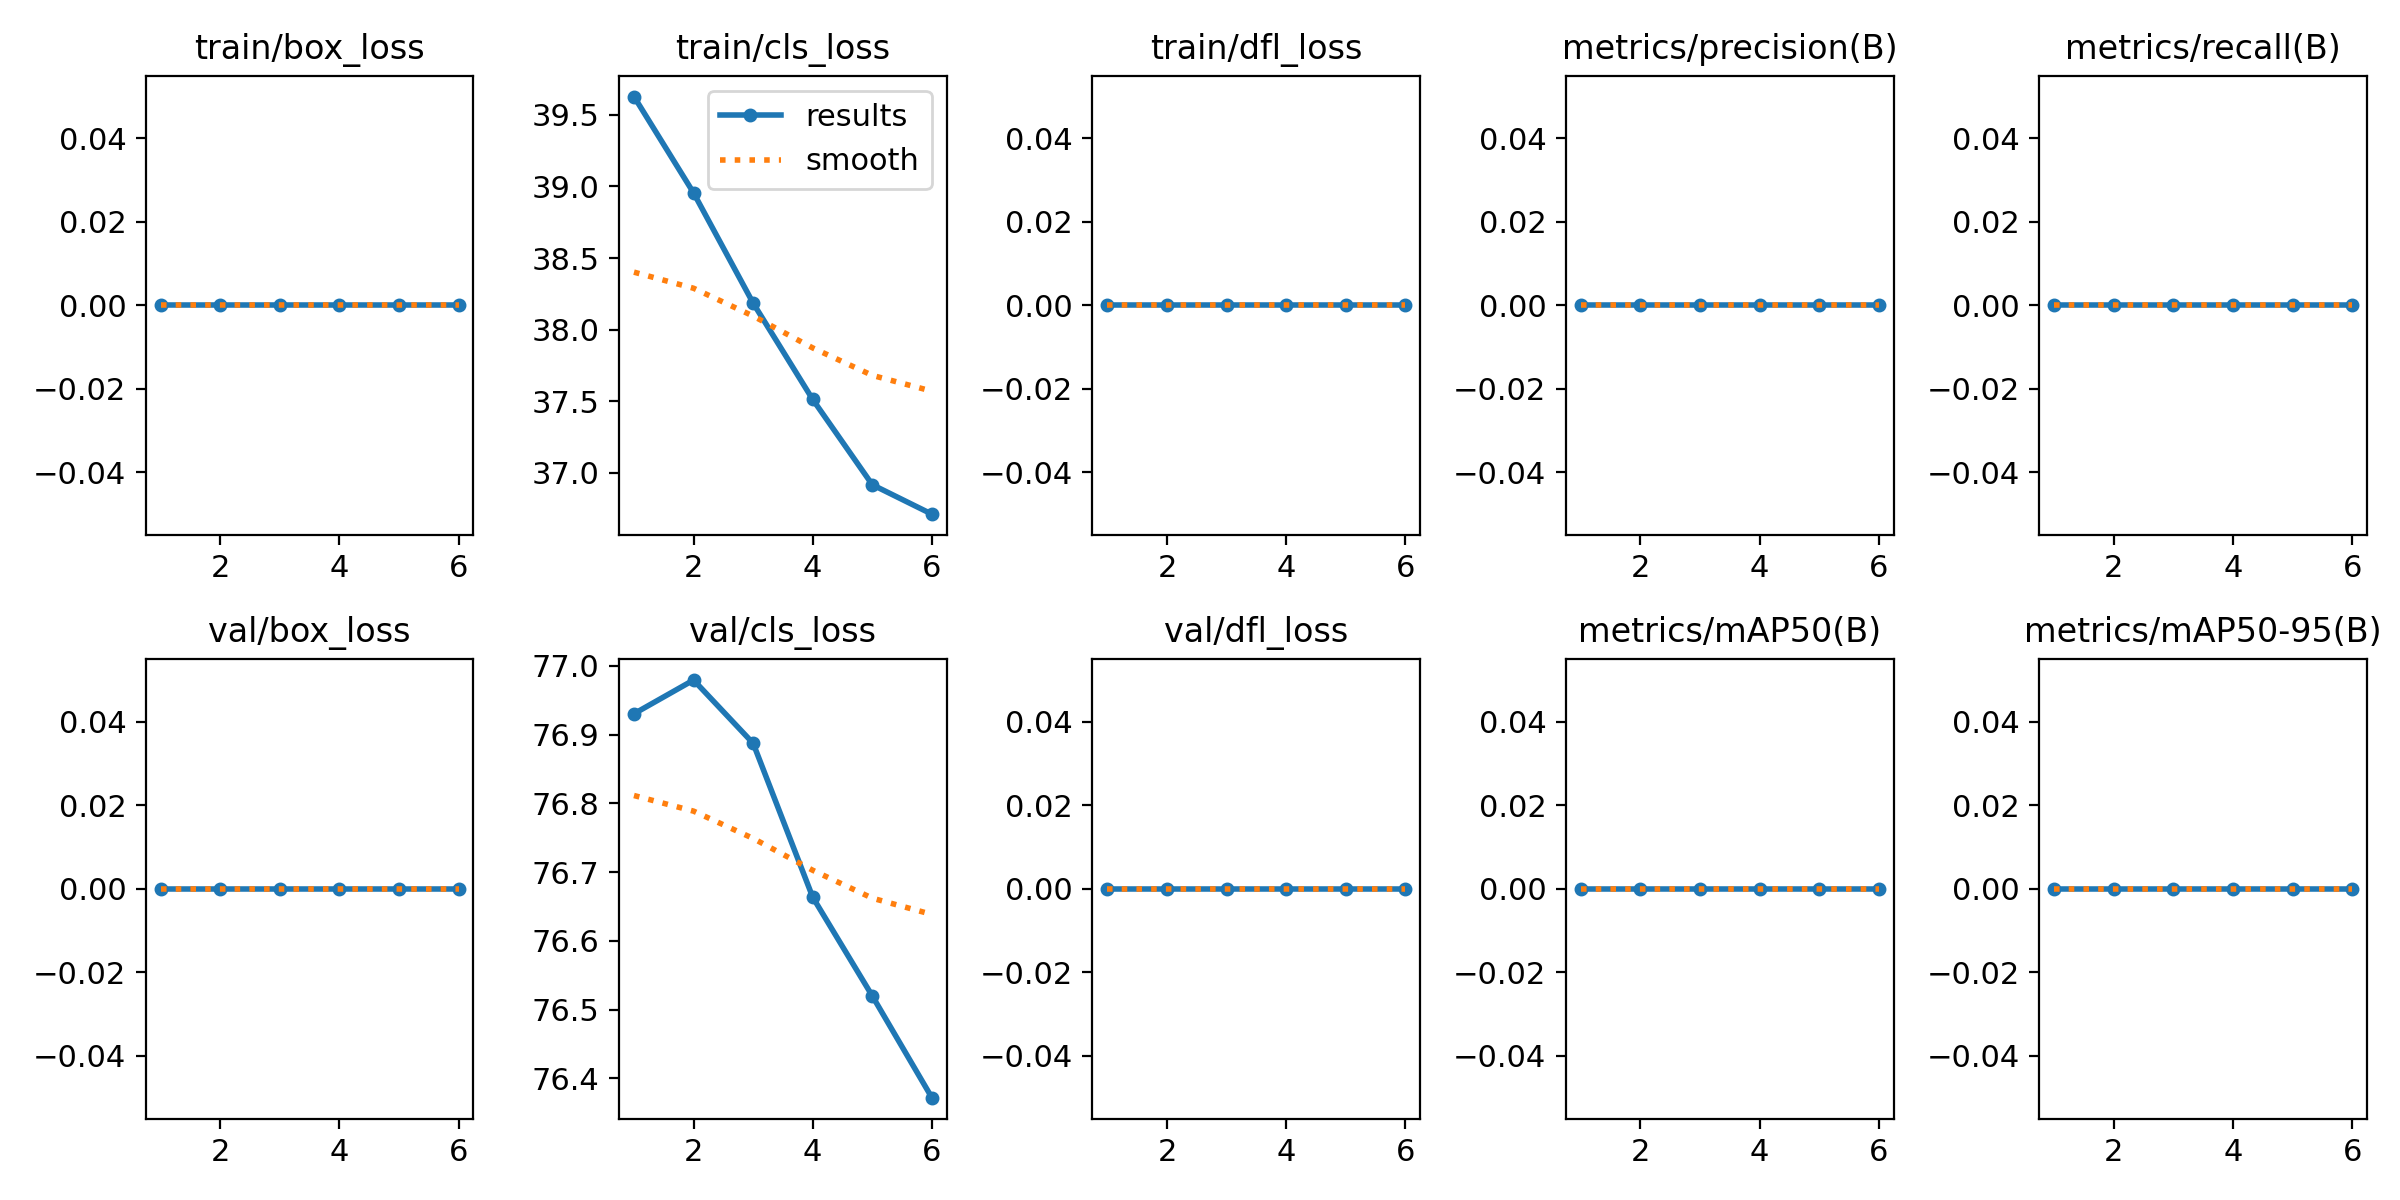 train/box_loss
0.04
0.02
0.00
−0.02
−0.04
2 4 6
train/cls_loss
results
smooth
39.5
39.0
38.5
38.0
37.5
37.0
2 4 6
train/dfl_loss
0.04
0.02
0.00
−0.02
−0.04
2 4 6
metrics/precision(B)
0.04
0.02
0.00
−0.02
−0.04
2 4 6
metrics/recall(B)
0.04
0.02
0.00
−0.02
−0.04
2 4 6
val/box_loss
0.04
0.02
0.00
−0.02
−0.04
2 4 6
val/cls_loss
77.0
76.9
76.8
76.7
76.6
76.5
76.4
2 4 6
val/dfl_loss
0.04
0.02
0.00
−0.02
−0.04
2 4 6
metrics/mAP50(B)
0.04
0.02
0.00
−0.02
−0.04
2 4 6
metrics/mAP50-95(B)
0.04
0.02
0.00
−0.02
−0.04
2 4 6